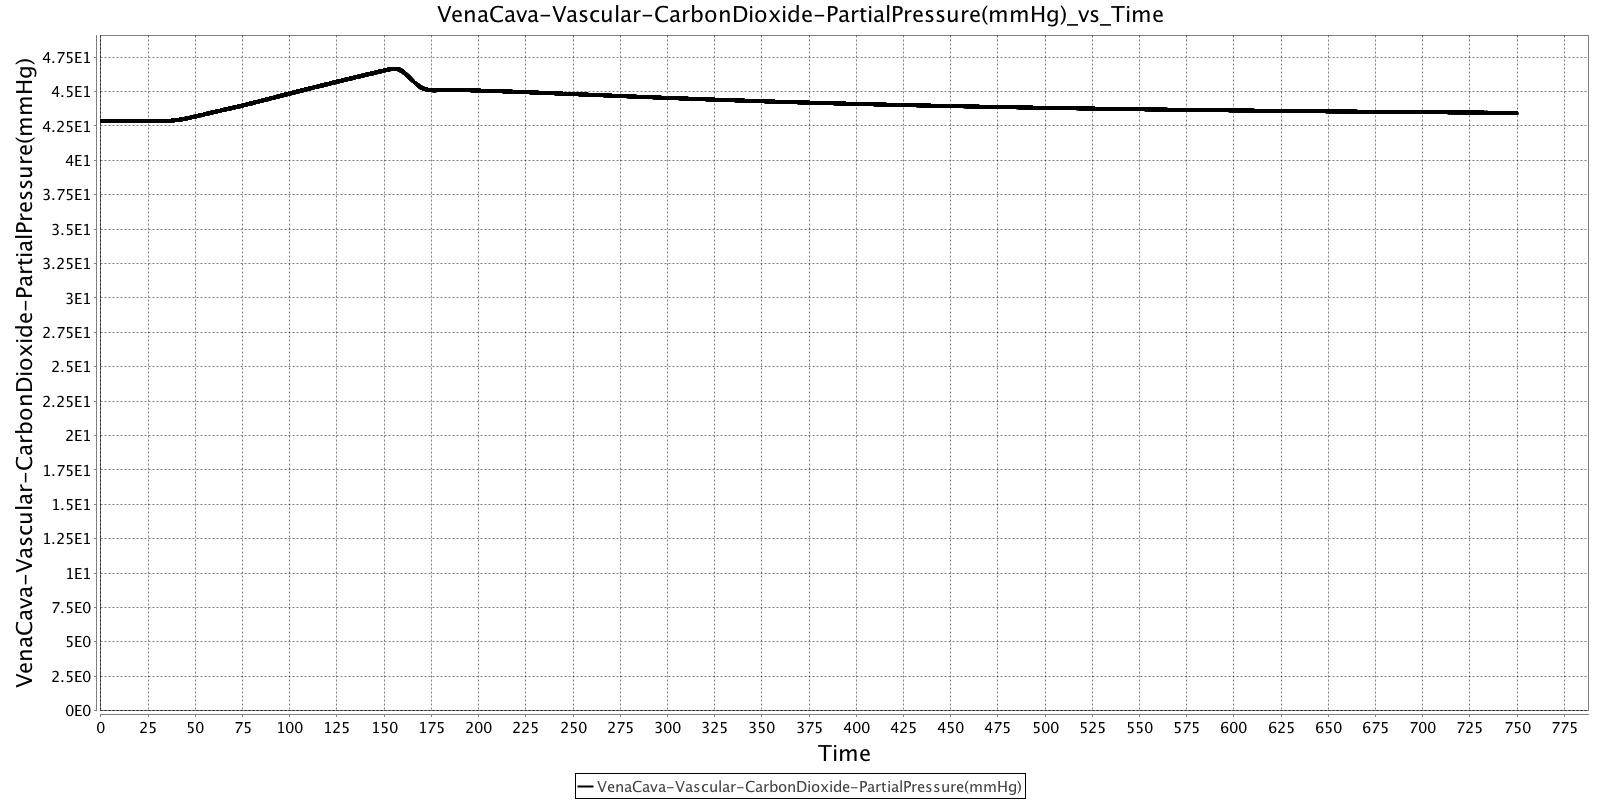 VenaCava-Vascular-CarbonDioxide-PartialPressure(mmHg)_vs_Time
VenaCava-Vascular-CarbonDioxide-PartialPressure(mmHg)
4.75E1
4.5E1
4.25E1
4E1
3.75E1
3.5E1
3.25E1
3E1
2.75E1
2.5E1
2.25E1
2E1
1.75E1
1.5E1
1.25E1
1E1
7.5E0
5E0
2.5E0
0E0
0 25 50 75 100 125 150 175 200 225 250 275 300 325 350 375 400 425 450 475 500 525 550 575 600 625 650 675 700 725 750 775
Time
VenaCava-Vascular-CarbonDioxide-PartialPressure(mmHg)